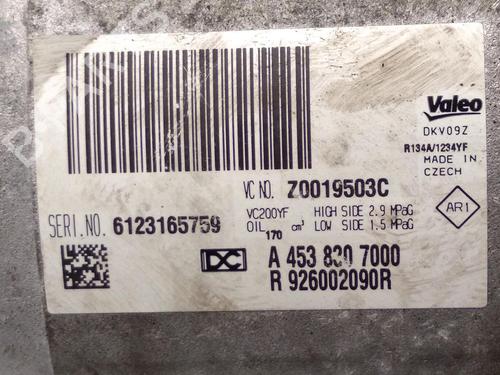 Valeo
DKV09Z
R134A/1234YF
MADE IN
CZECH
VC NO. Z0019503C
SERI.NO. 6123165759
VC200YF HIGH SIDE 2.9 MPaG
OIL 170 cm³ LOW SIDE 1.5 MPaG
AR1
DC
A 453 830 7000
R 926002090R